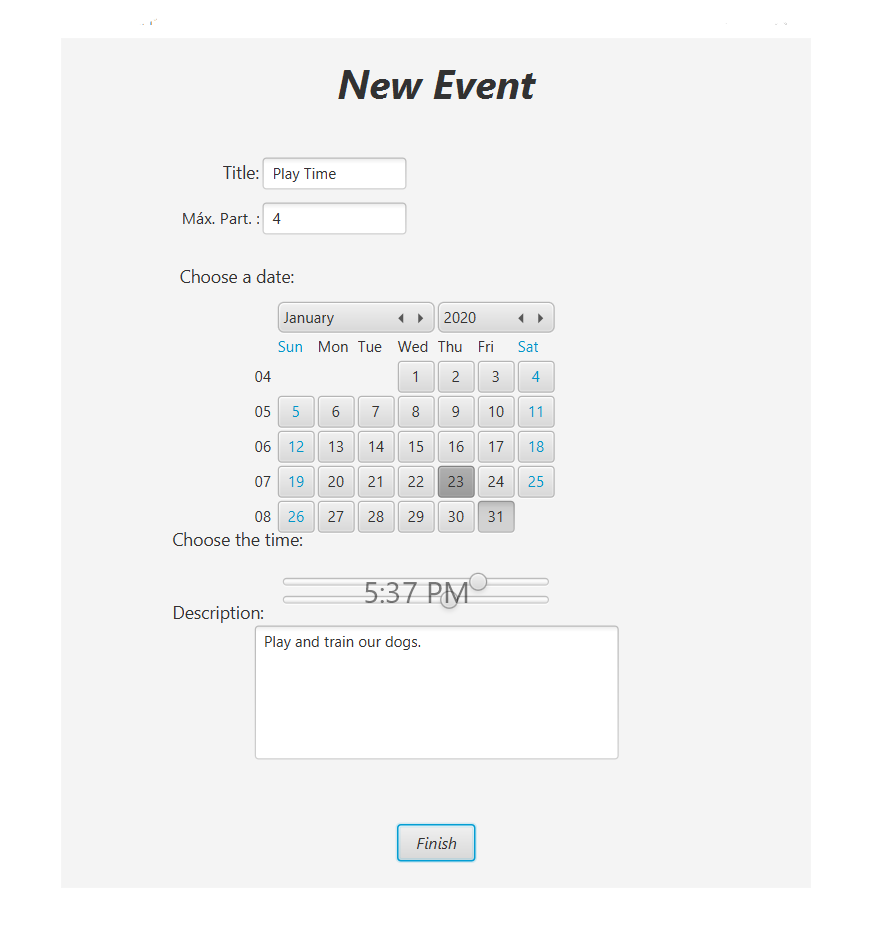 New Event
Title: Play Time
Máx. Part. : 4
Choose a date:
January 2020
Sun Mon Tue Wed Thu Fri Sat
04 1 2 3 4
05 5 6 7 8 9 10 11
06 12 13 14 15 16 17 18
07 19 20 21 22 23 24 25
08 26 27 28 29 30 31
Choose the time:
5:37 PM
Description:
Play and train our dogs.
Finish